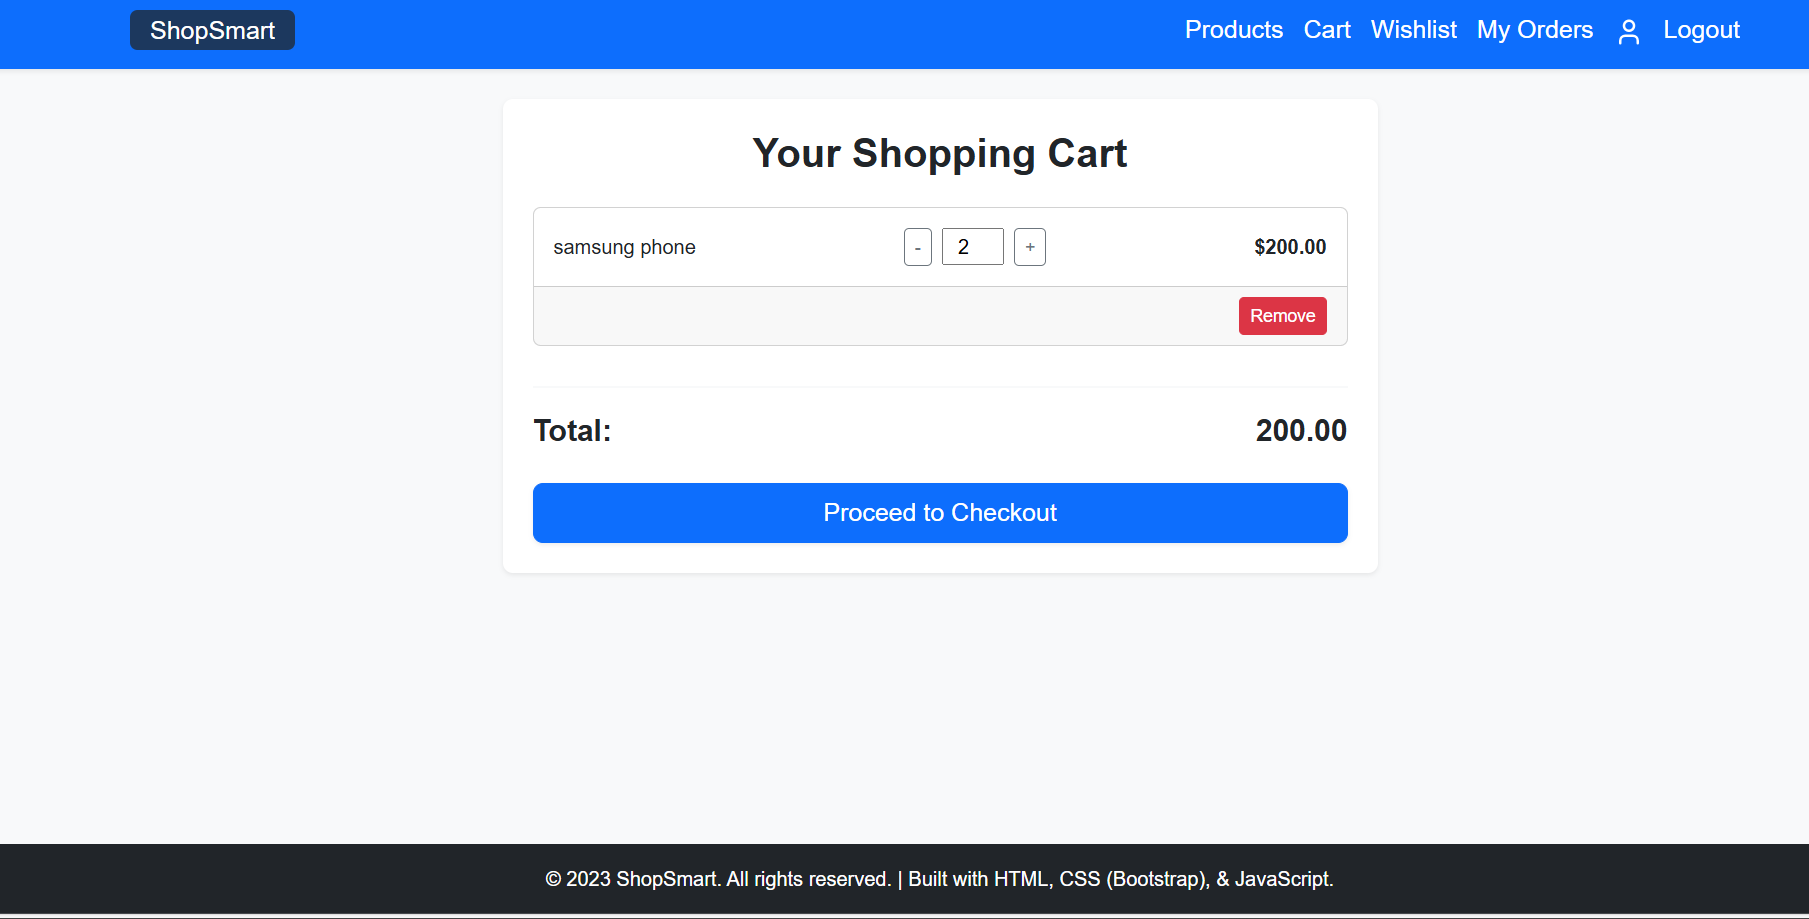 ShopSmart Products Cart Wishlist My Orders Logout
Your Shopping Cart
samsung phone - 2 + $200.00
Remove
Total: 200.00
Proceed to Checkout
© 2023 ShopSmart. All rights reserved. | Built with HTML, CSS (Bootstrap), & JavaScript.